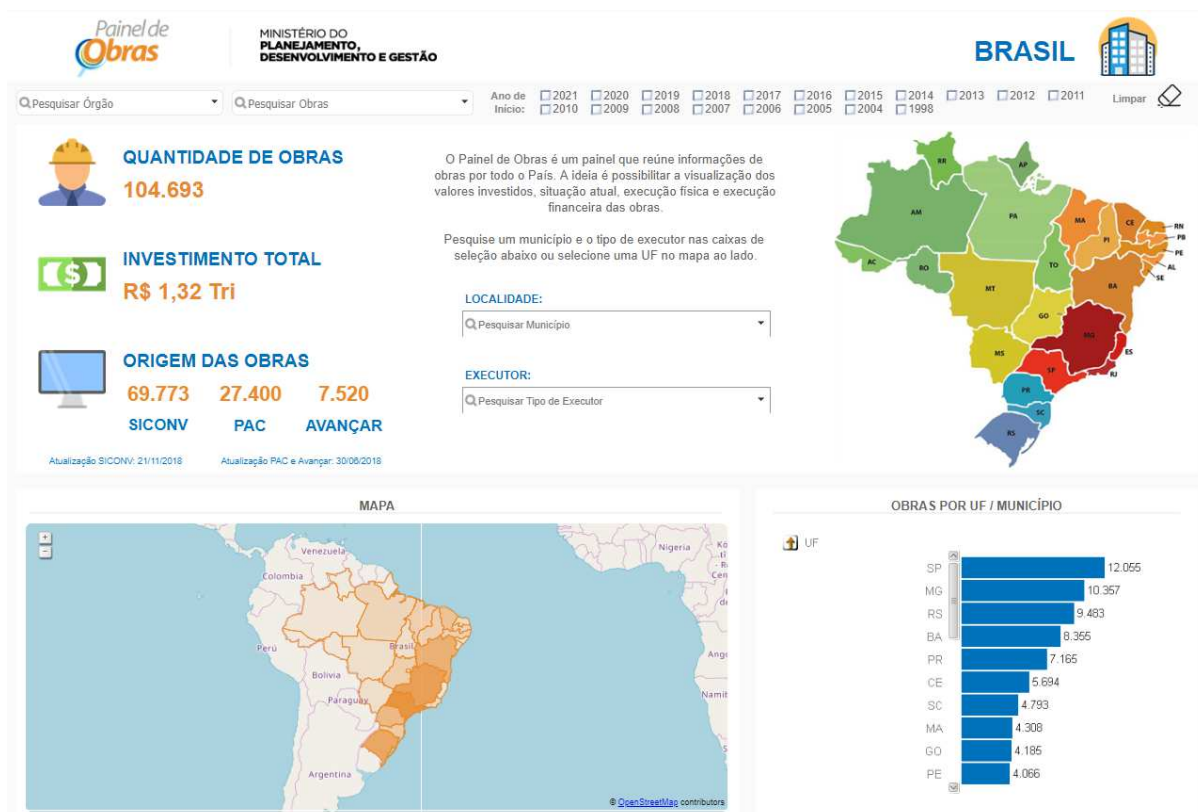 Painel de
Obras
MINISTÉRIO DO
PLANEJAMENTO,
DESENVOLVIMENTO E GESTÃO
BRASIL
Pesquisar Órgão
Pesquisar Obras
Ano de
Início:
2021 2020 2019 2018 2017 2016 2015 2014 2013 2012 2011
2010 2009 2008 2007 2006 2005 2004 1998
Limpar
QUANTIDADE DE OBRAS
104.693
INVESTIMENTO TOTAL
R$ 1,32 Tri
ORIGEM DAS OBRAS
69.773 27.400 7.520
SICONV PAC AVANÇAR
Atualização SICONV: 21/11/2018 Atualização PAC e Avançar: 30/06/2018
O Painel de Obras é um painel que reúne informações de
obras por todo o País. A ideia é possibilitar a visualização dos
valores investidos, situação atual, execução física e execução
financeira das obras.
Pesquise um município e o tipo de executor nas caixas de
seleção abaixo ou selecione uma UF no mapa ao lado.
LOCALIDADE:
Pesquisar Município
EXECUTOR:
Pesquisar Tipo de Executor
RR
AP
AM
PA
MA
CE
RN
PB
PI
PE
AL
SE
AC
RO
TO
BA
MT
GO
MG
ES
MS
SP
RJ
PR
SC
RS
MAPA
+
-
Venezuela
Colombia
Perú
Brasil
Bolivia
Paraguay
Argentina
Nigeria
Ango
Namib
© OpenStreetMap contributors
OBRAS POR UF / MUNICÍPIO
UF
SP 12.055
MG 10.357
RS 9.483
BA 8.355
PR 7.165
CE 5.694
SC 4.793
MA 4.308
GO 4.185
PE 4.066